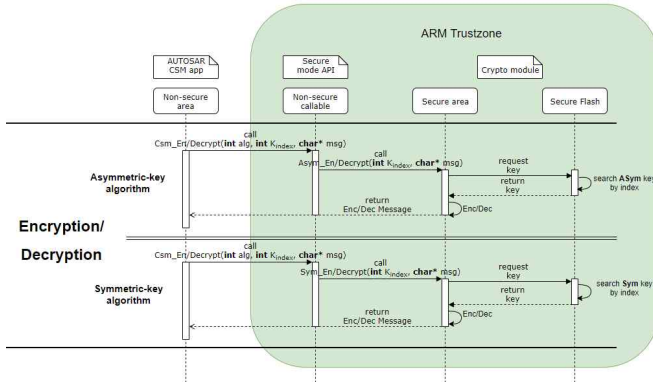 ARM Trustzone
AUTOSAR
CSM app
Secure
mode API
Crypto module
Non-secure
area
Non-secure
callable
Secure area
Secure Flash
Encryption/
Decryption
Asymmetric-key
algorithm
call
Csm_En/Decrypt(int alg, int Kindex, char* msg)
call
Asym_En/Decrypt(int Kindex, char* msg)
request
key
search ASym key
by index
return
key
Enc/Dec
return
Enc/Dec Message
Symmetric-key
algorithm
call
Csm_En/Decrypt(int alg, int Kindex, char* msg)
call
Sym_En/Decrypt(int Kindex, char* msg)
request
key
search Sym key
by index
return
key
Enc/Dec
return
Enc/Dec Message